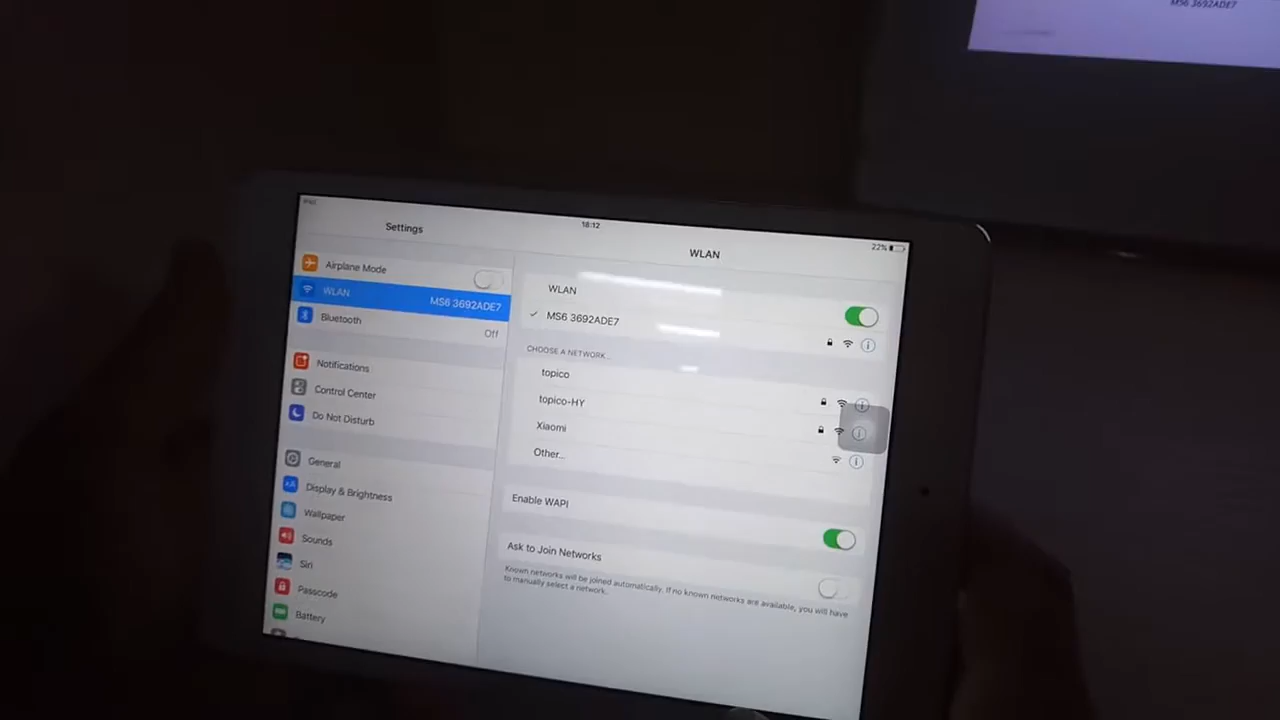 MS6 3692ADE7
iPad
18:12
22%
Settings
WLAN
Airplane Mode
WLAN
MS6 3692ADE7
Bluetooth
Off
Notifications
Control Center
Do Not Disturb
General
Display & Brightness
Wallpaper
Sounds
Siri
Passcode
Battery
WLAN
MS6 3692ADE7
CHOOSE A NETWORK...
topico
topico-HY
Xiaomi
Other...
Enable WAPI
Ask to Join Networks
Known networks will be joined automatically. If no known networks are available, you will have
to manually select a network.